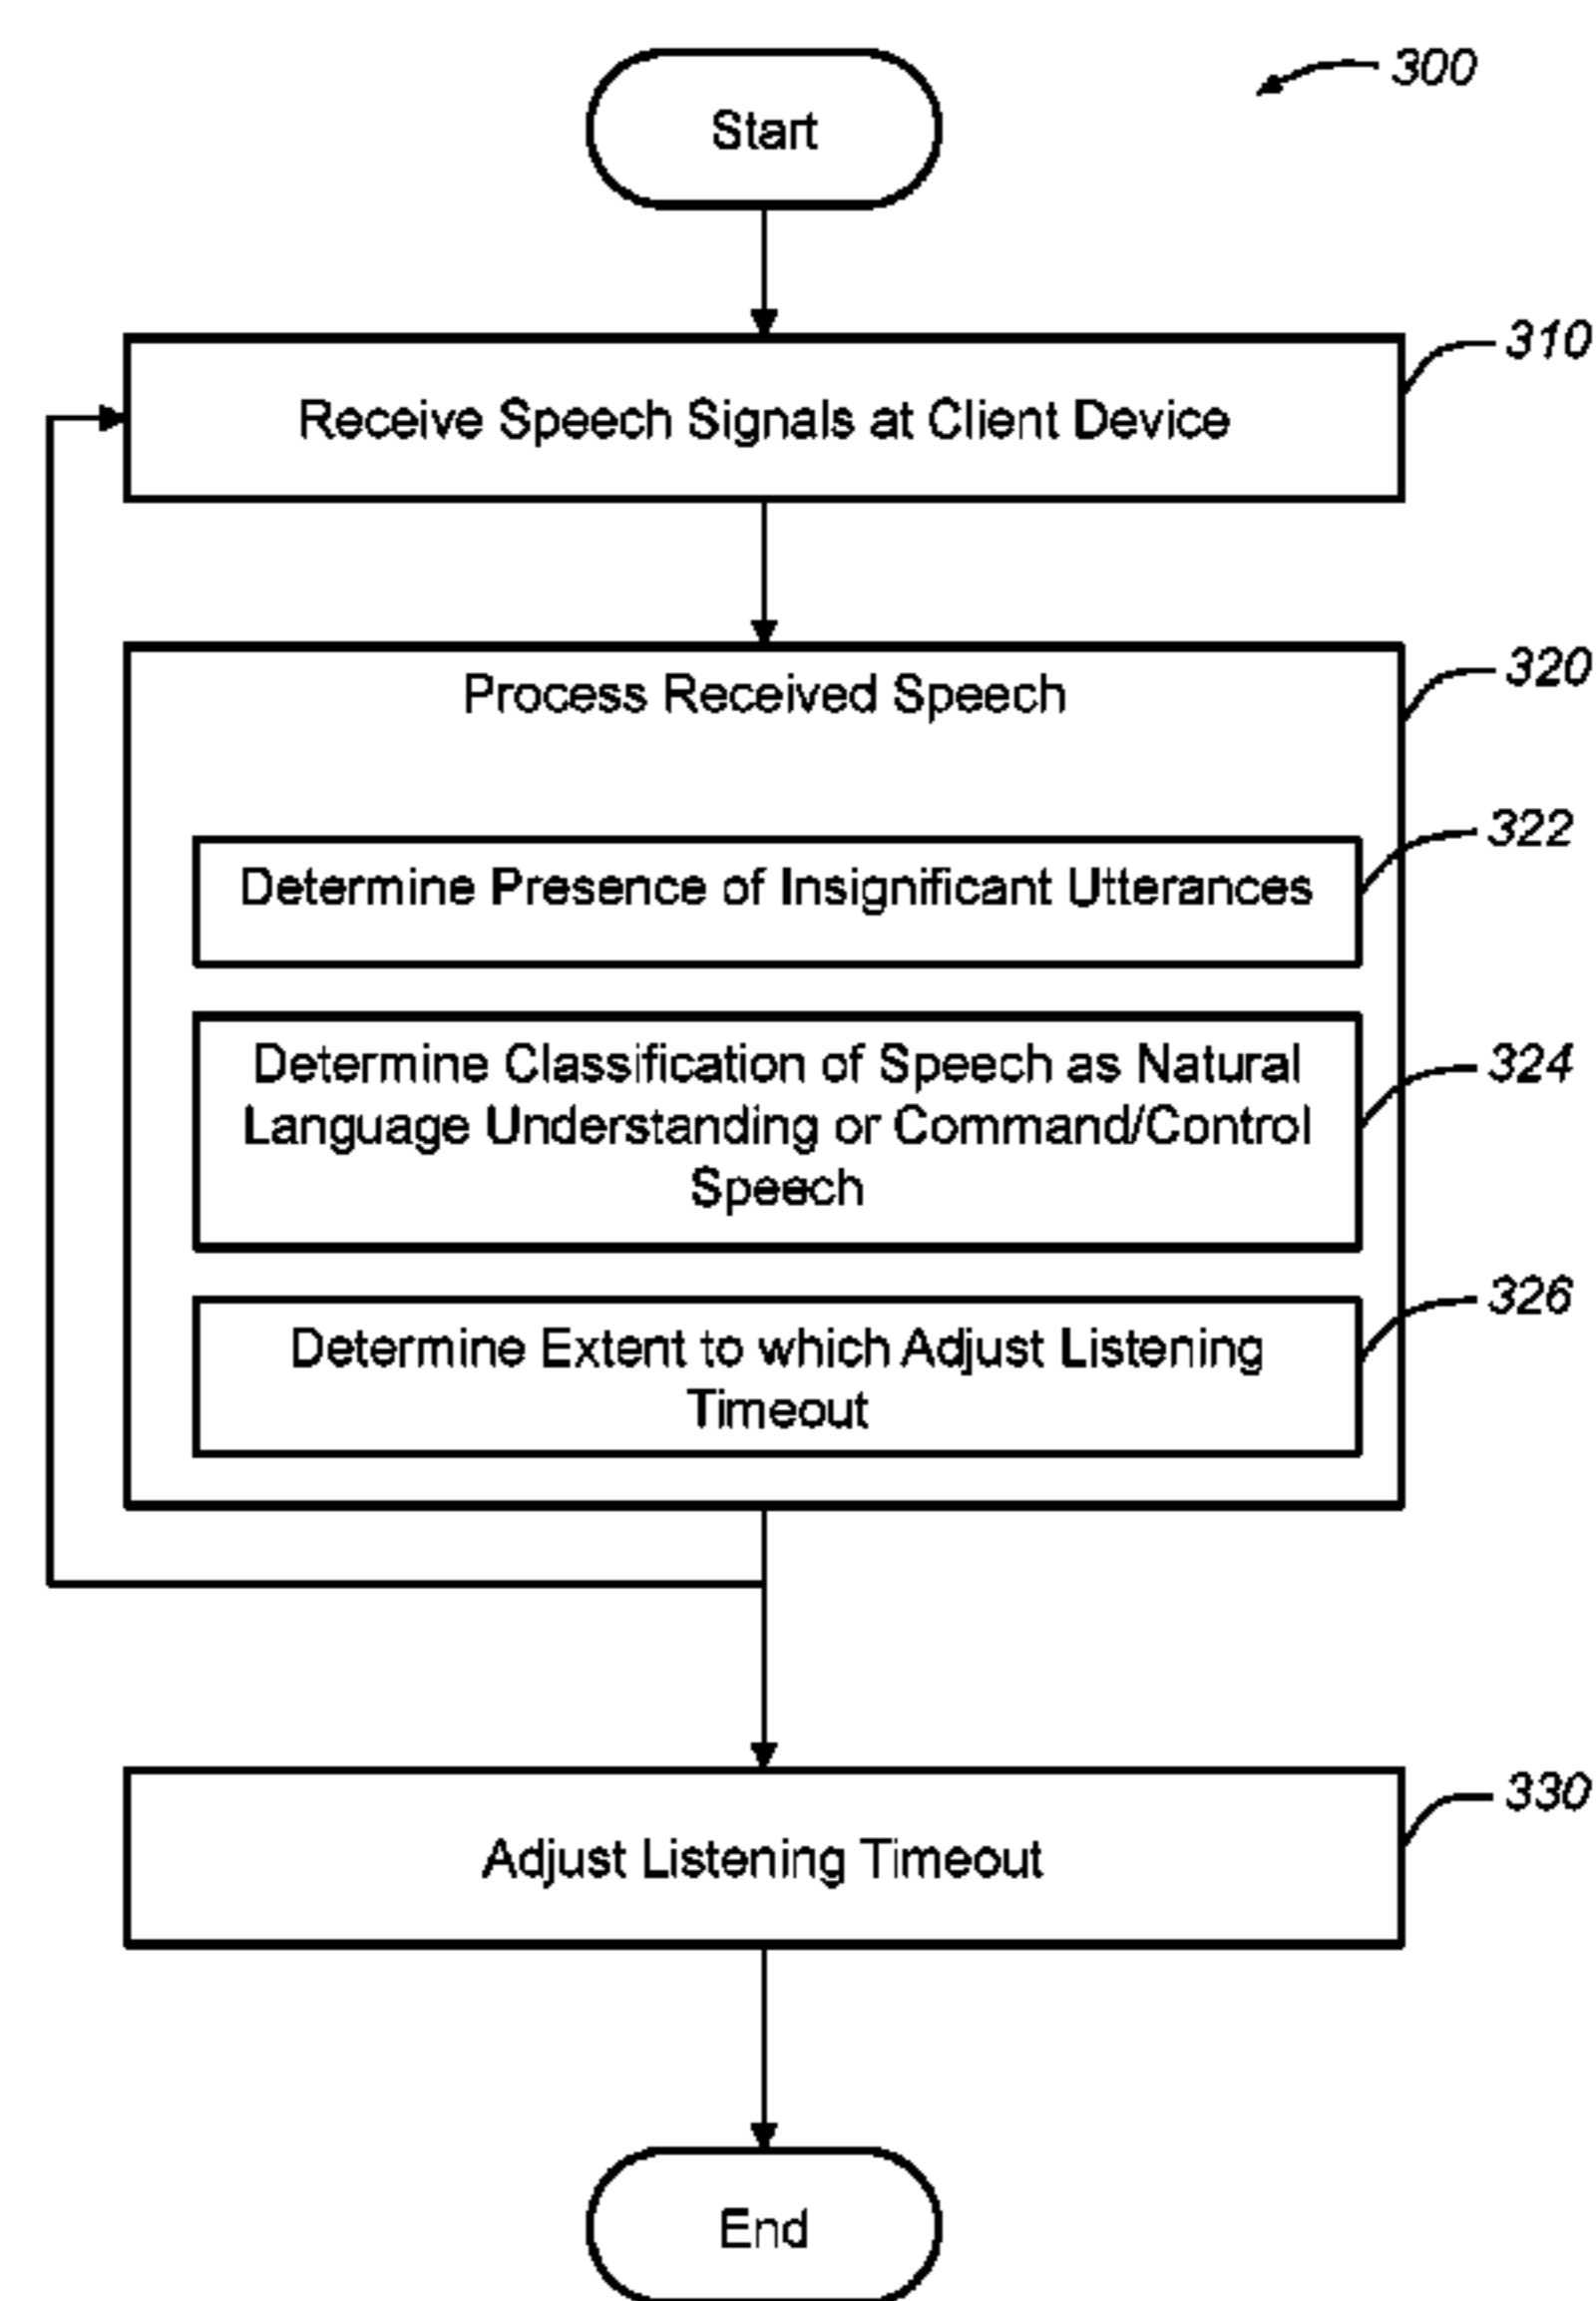 300
Start
310
Receive Speech Signals at Client Device
320
Process Received Speech
322
Determine Presence of Insignificant Utterances
324
Determine Classification of Speech as Natural
Language Understanding or Command/Control
Speech
326
Determine Extent to which Adjust Listening
Timeout
330
Adjust Listening Timeout
End